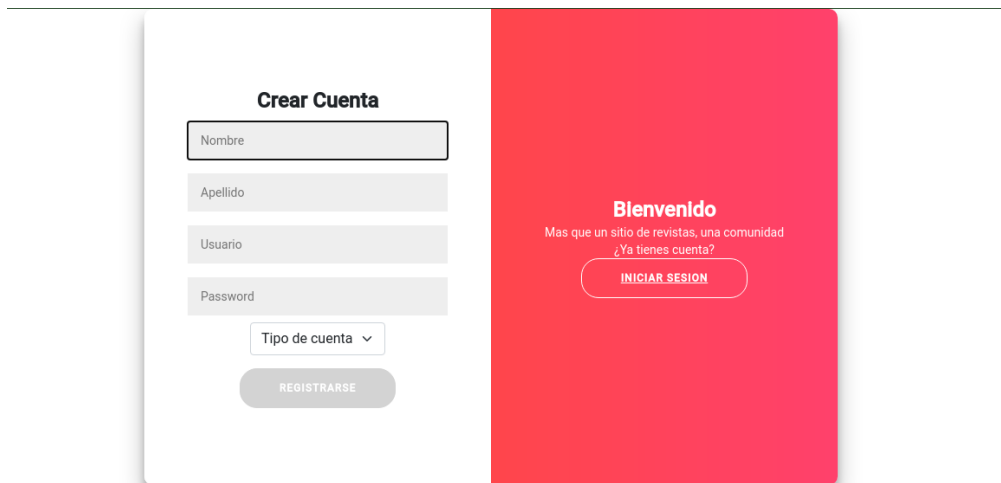 Crear Cuenta
Nombre
Apellido
Usuario
Password
Tipo de cuenta
REGISTRARSE
Bienvenido
Mas que un sitio de revistas, una comunidad
¿Ya tienes cuenta?
INICIAR SESION